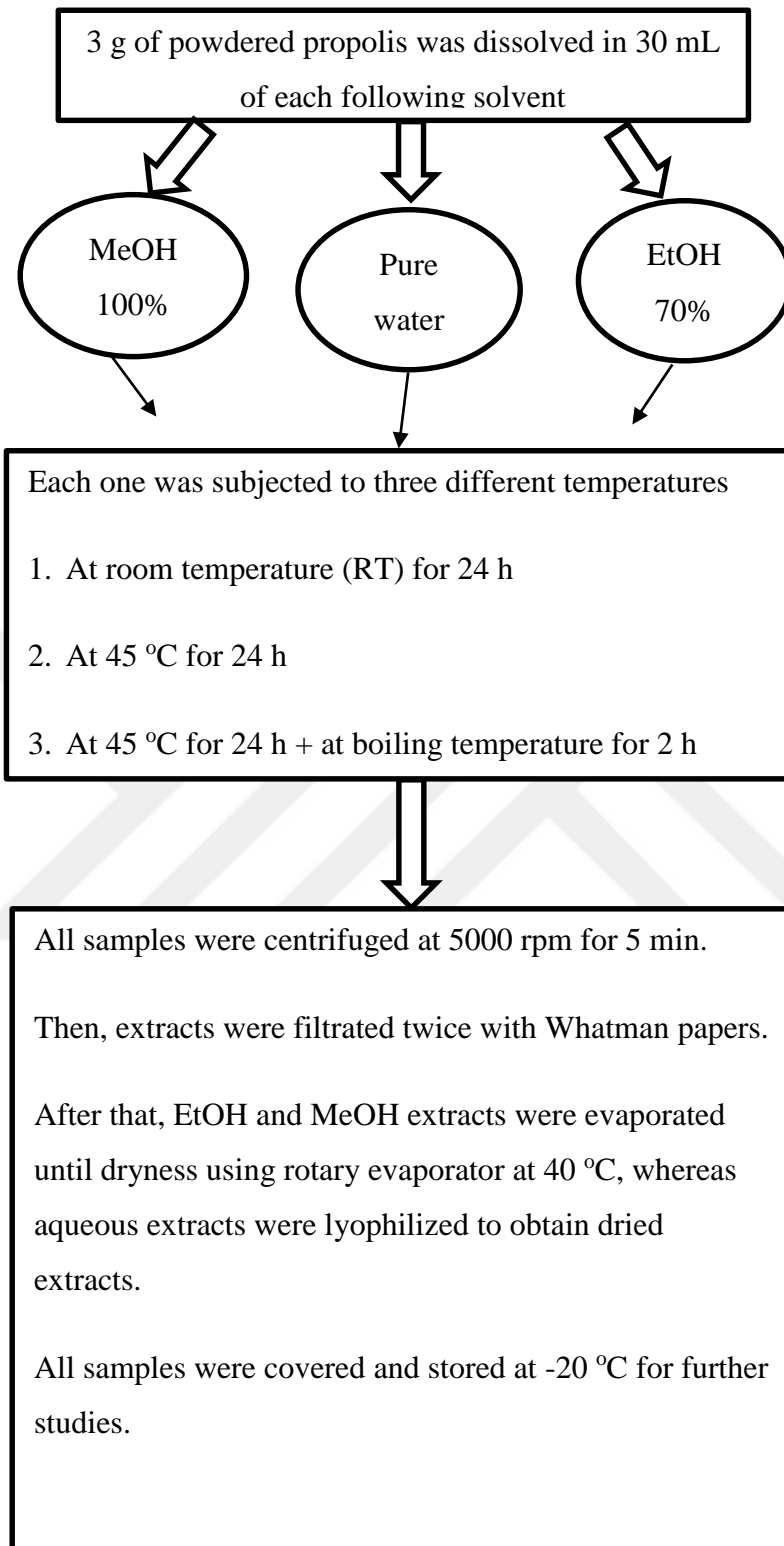 3 g of powdered propolis was dissolved in 30 mL
of each following solvent
MeOH
100%
Pure
water
EtOH
70%
Each one was subjected to three different temperatures
1. At room temperature (RT) for 24 h
2. At 45 °C for 24 h
3. At 45 °C for 24 h + at boiling temperature for 2 h
All samples were centrifuged at 5000 rpm for 5 min.
Then, extracts were filtrated twice with Whatman papers.
After that, EtOH and MeOH extracts were evaporated
until dryness using rotary evaporator at 40 °C, whereas
aqueous extracts were lyophilized to obtain dried
extracts.
All samples were covered and stored at -20 °C for further
studies.